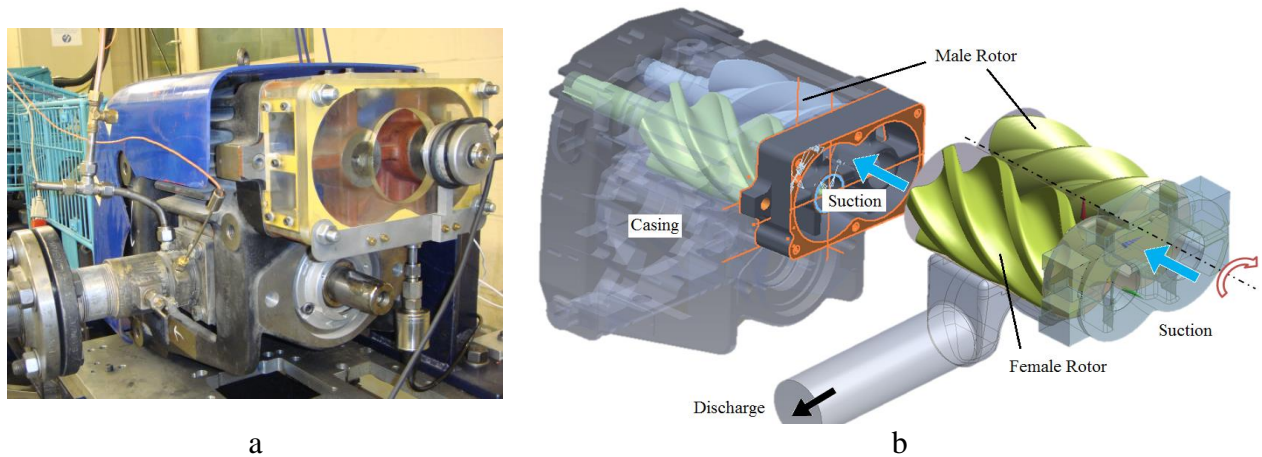 Male Rotor
Suction
Casing
Suction
Female Rotor
Discharge
a
b